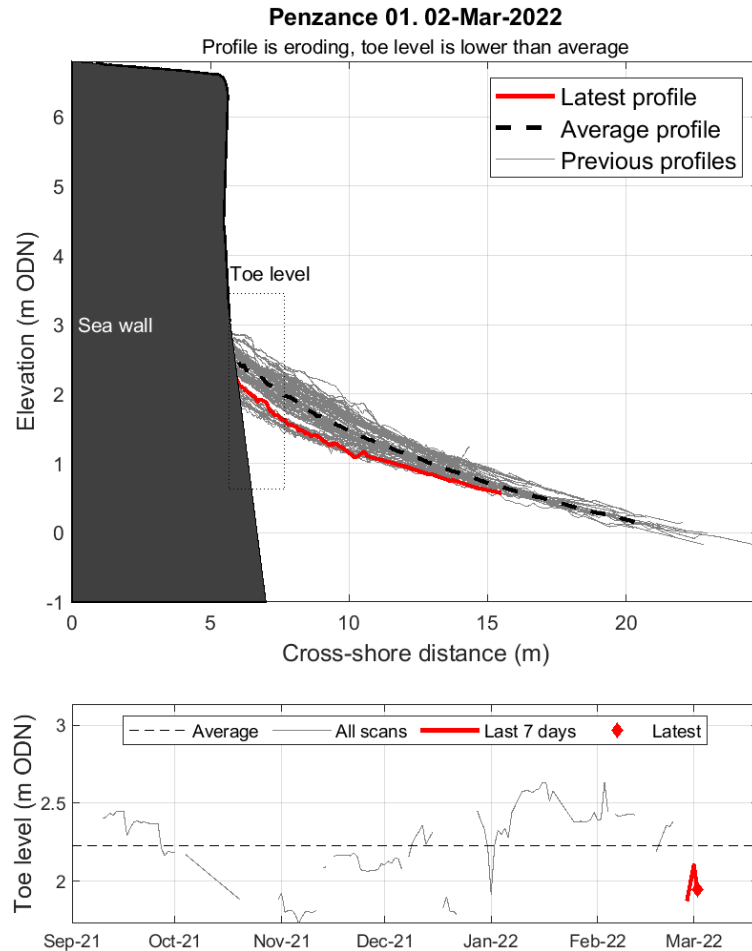 Penzance 01. 02-Mar-2022
Profile is eroding, toe level is lower than average
Latest profile
Average profile
Previous profiles
Toe level
Sea wall
Elevation (m ODN)
6
5
4
3
2
1
0
-1
0
5
10
15
20
Cross-shore distance (m)
Average
All scans
Last 7 days
Latest
Toe level (m ODN)
3
2.5
2
Sep-21
Oct-21
Nov-21
Dec-21
Jan-22
Feb-22
Mar-22